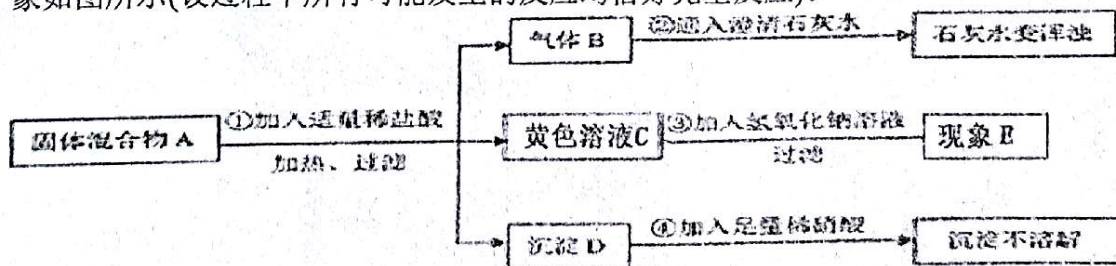 象如图所示(设过程中所有可能发生的反应均恰好完全反应)。
气体 B
②通入澄清石灰水
石灰水变浑浊
固体混合物 A
①加入适量稀盐酸
加热、过滤
黄色溶液C
③加入氢氧化钠溶液
过滤
现象 E
沉淀 D
④加入足量稀硝酸
沉淀不溶解